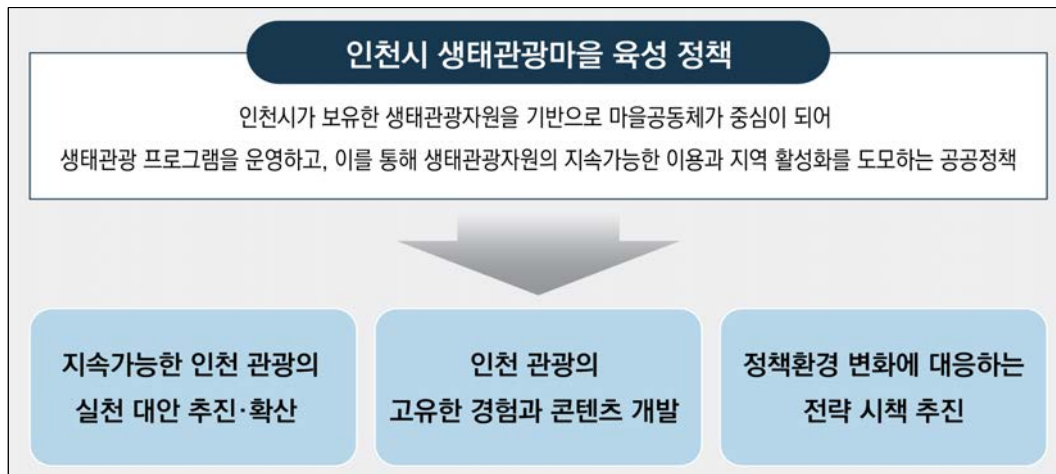 인천시 생태관광마을 육성 정책
인천시가 보유한 생태관광자원을 기반으로 마을공동체가 중심이 되어
생태관광 프로그램을 운영하고, 이를 통해 생태관광자원의 지속가능한 이용과 지역 활성화를 도모하는 공공정책
지속가능한 인천 관광의
실천 대안 추진·확산
인천 관광의
고유한 경험과 콘텐츠 개발
정책환경 변화에 대응하는
전략 시책 추진